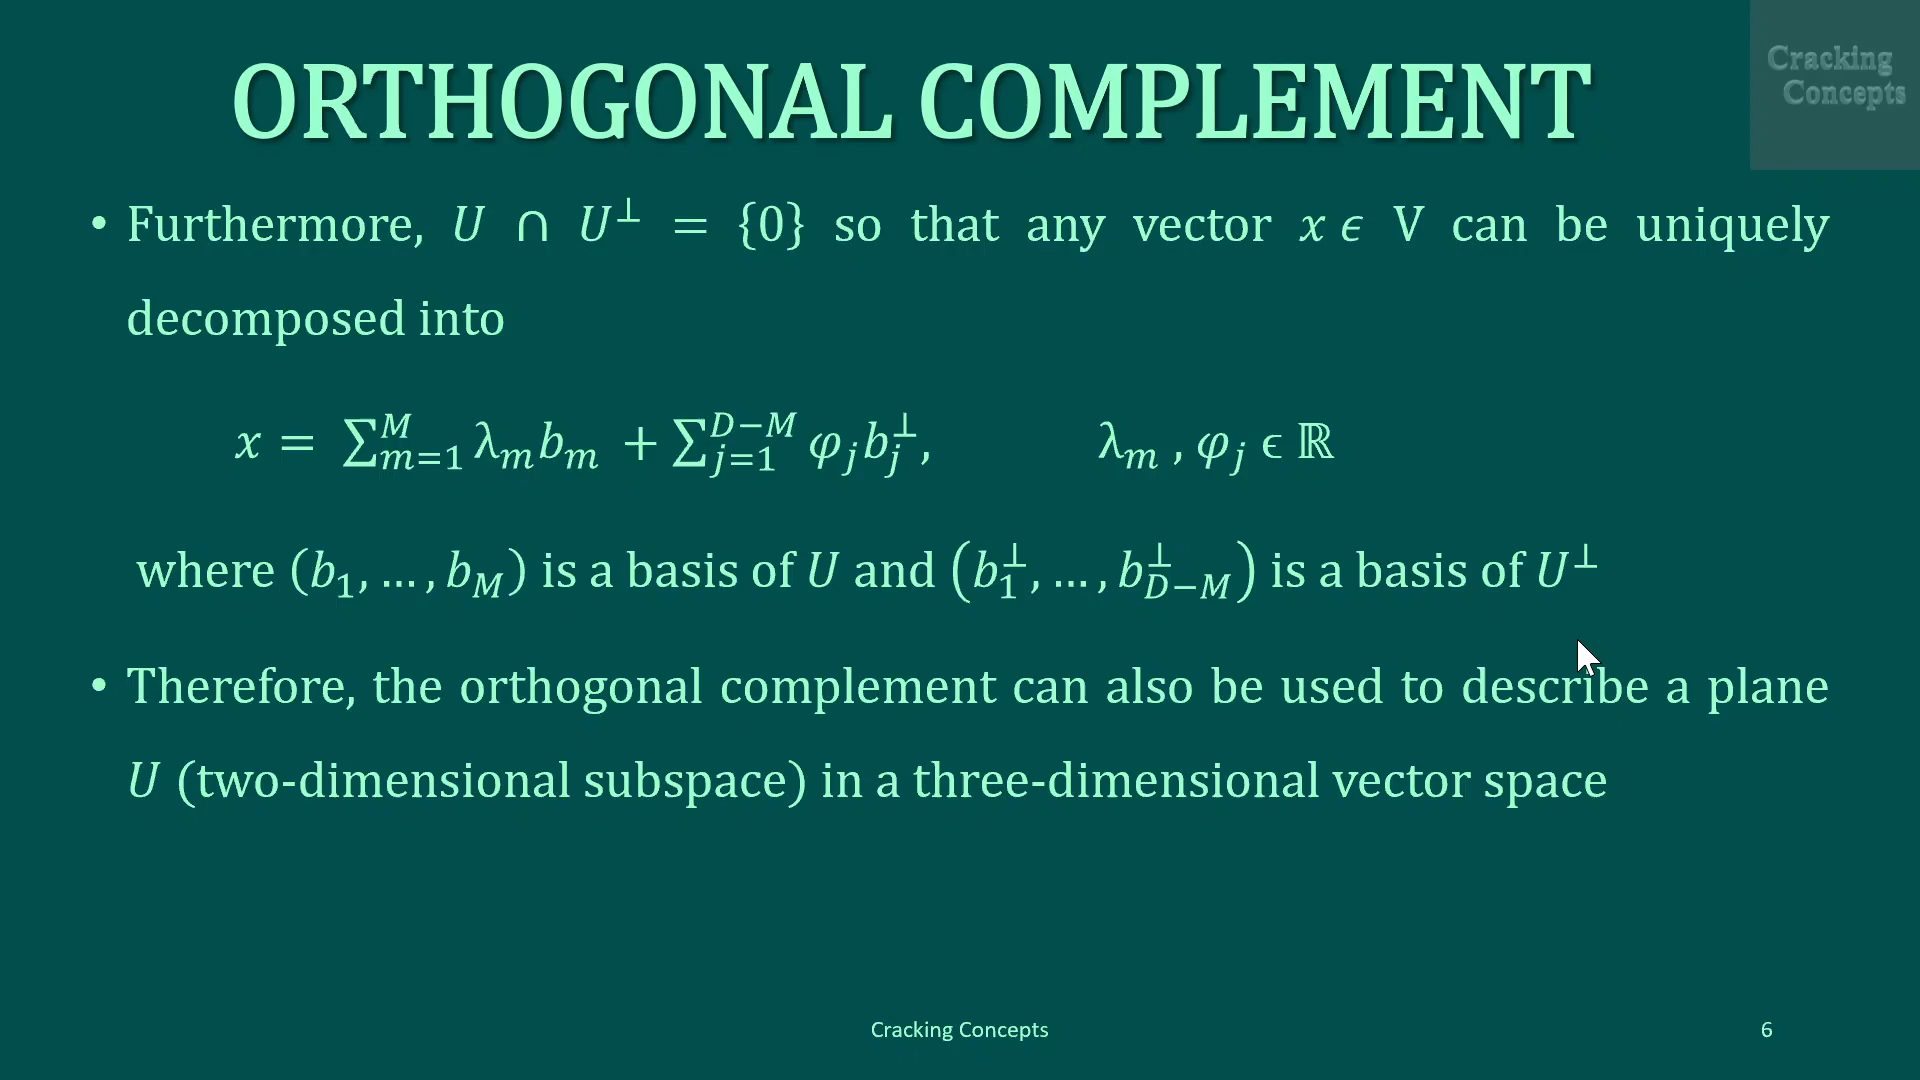 ORTHOGONAL COMPLEMENT
Cracking
Concepts
• Furthermore, U ∩ U⊥ = {0} so that any vector x ϵ V can be uniquely
decomposed into
x = ∑_{m=1}^{M} λ_m b_m + ∑_{j=1}^{D−M} φ_j b_j^⊥,   λ_m , φ_j ϵ ℝ
where (b_1, … , b_M) is a basis of U and (b_1^⊥, … , b_{D−M}^⊥) is a basis of U^⊥
• Therefore, the orthogonal complement can also be used to describe a plane
U (two-dimensional subspace) in a three-dimensional vector space
Cracking Concepts
6